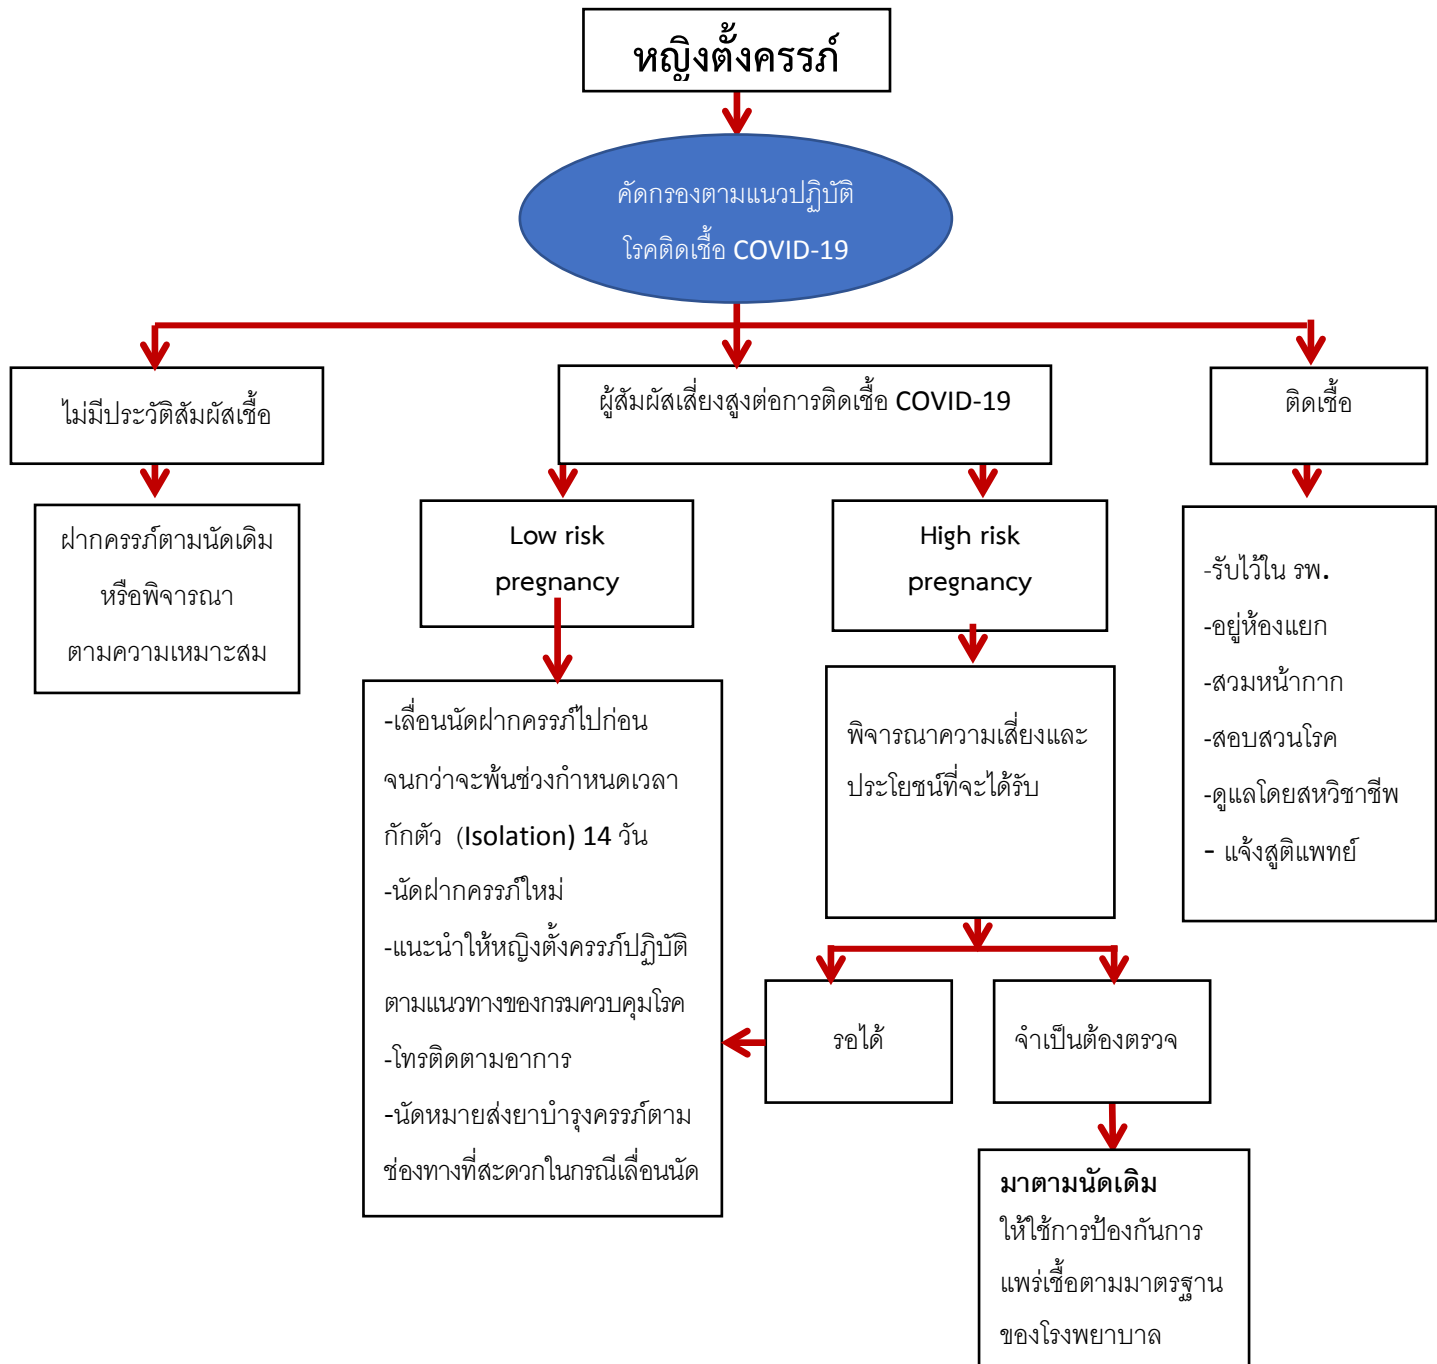 หญิงตั้งครรภ์
คัดกรองตามแนวปฏิบัติ
โรคติดเชื้อ COVID-19
ไม่มีประวัติสัมผัสเชื้อ
ผู้สัมผัสเสี่ยงสูงต่อการติดเชื้อ COVID-19
ติดเชื้อ
ฝากครรภ์ตามนัดเดิม
หรือพิจารณา
ตามความเหมาะสม
Low risk
pregnancy
High risk
pregnancy
-รับไว้ใน รพ.
-อยู่ห้องแยก
-สวมหน้ากาก
-สอบสวนโรค
-ดูแลโดยสหวิชาชีพ
- แจ้งสูติแพทย์
-เลื่อนนัดฝากครรภ์ไปก่อน
จนกว่าจะพ้นช่วงกำหนดเวลา
กักตัว (Isolation) 14 วัน
-นัดฝากครรภ์ใหม่
-แนะนำให้หญิงตั้งครรภ์ปฏิบัติ
ตามแนวทางของกรมควบคุมโรค
-โทรติดตามอาการ
-นัดหมายส่งยาบำรุงครรภ์ตาม
ช่องทางที่สะดวกในกรณีเลื่อนนัด
พิจารณาความเสี่ยงและ
ประโยชน์ที่จะได้รับ
รอได้
จำเป็นต้องตรวจ
มาตามนัดเดิม
ให้ใช้การป้องกันการ
แพร่เชื้อตามมาตรฐาน
ของโรงพยาบาล